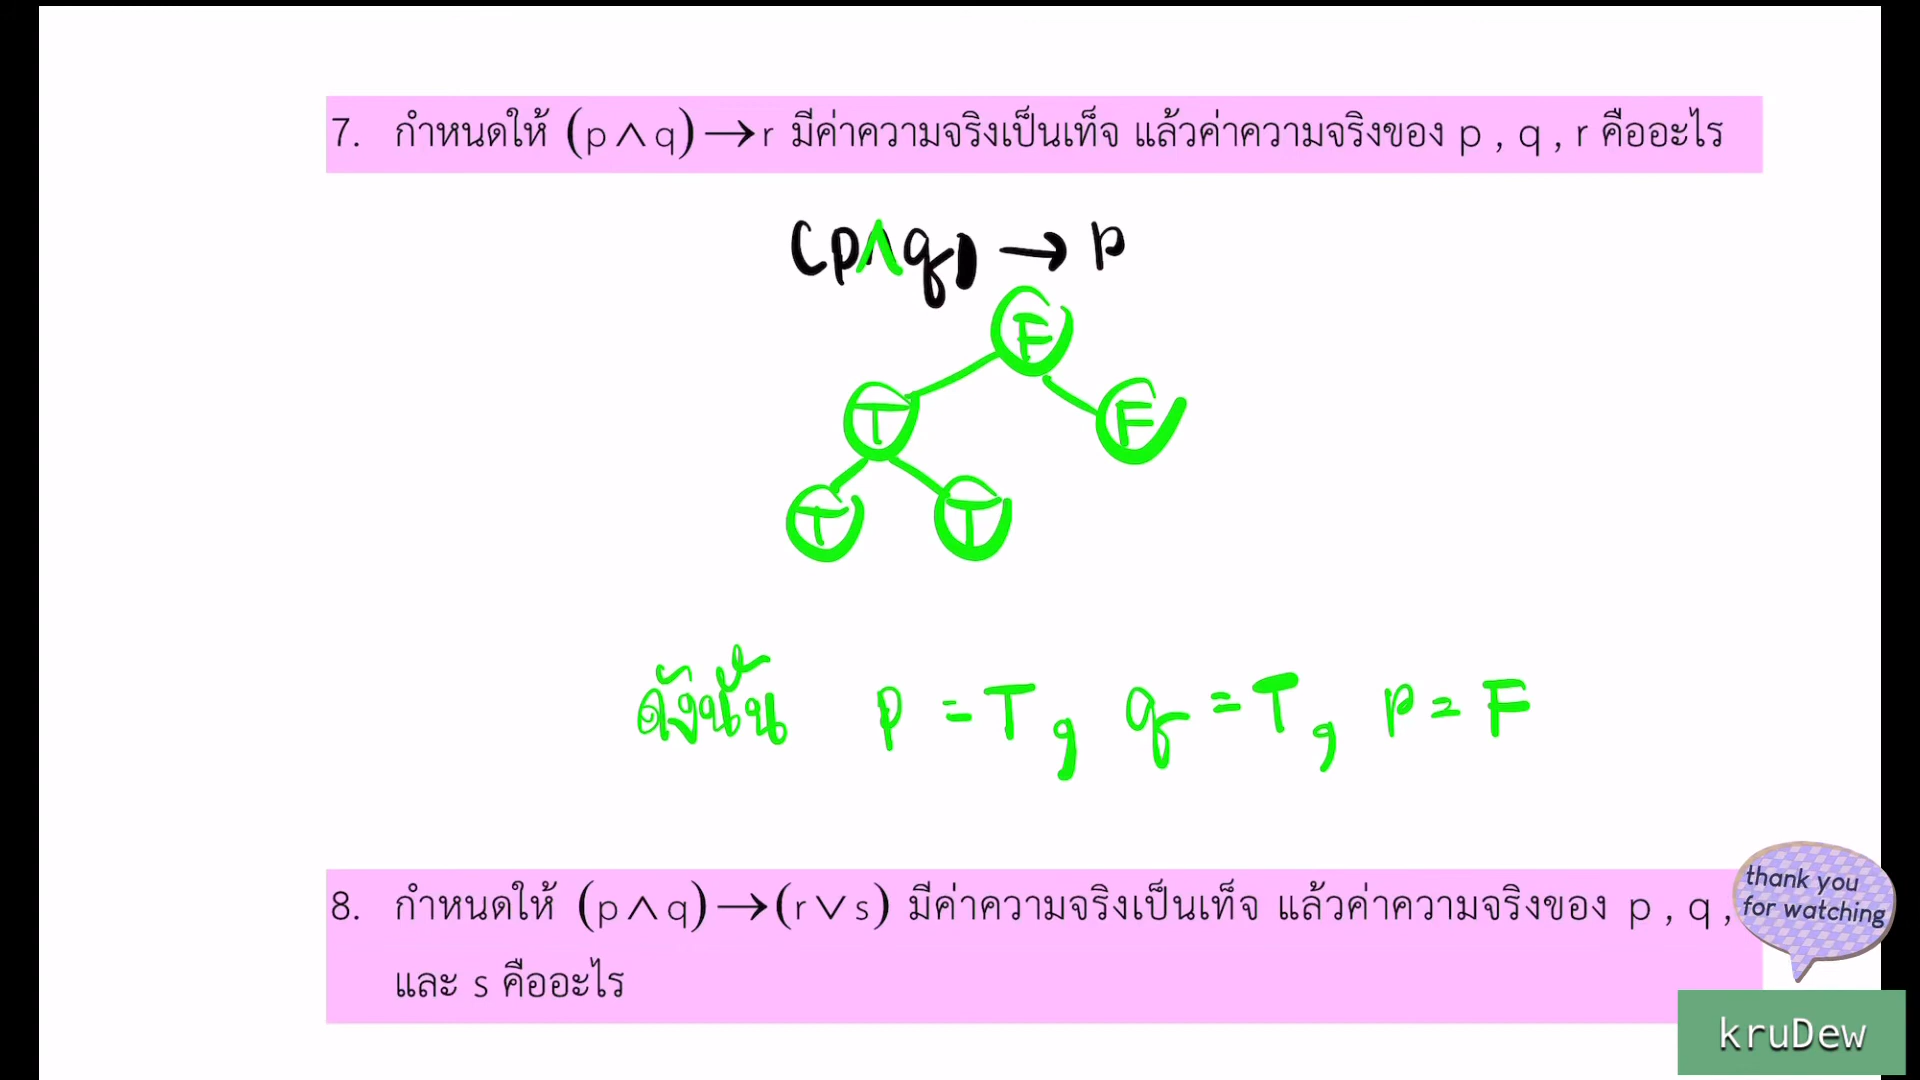 7. กำหนดให้ (p ∧ q) → r มีค่าความจริงเป็นเท็จ แล้วค่าความจริงของ p , q , r คืออะไร
(p ∧ q) → r
F
T F
T T
ดังนั้น p = T , q = T , r = F
8. กำหนดให้ (p ∧ q) → (r ∨ s) มีค่าความจริงเป็นเท็จ แล้วค่าความจริงของ p , q ,
และ s คืออะไร
thank you
for watching
kruDew